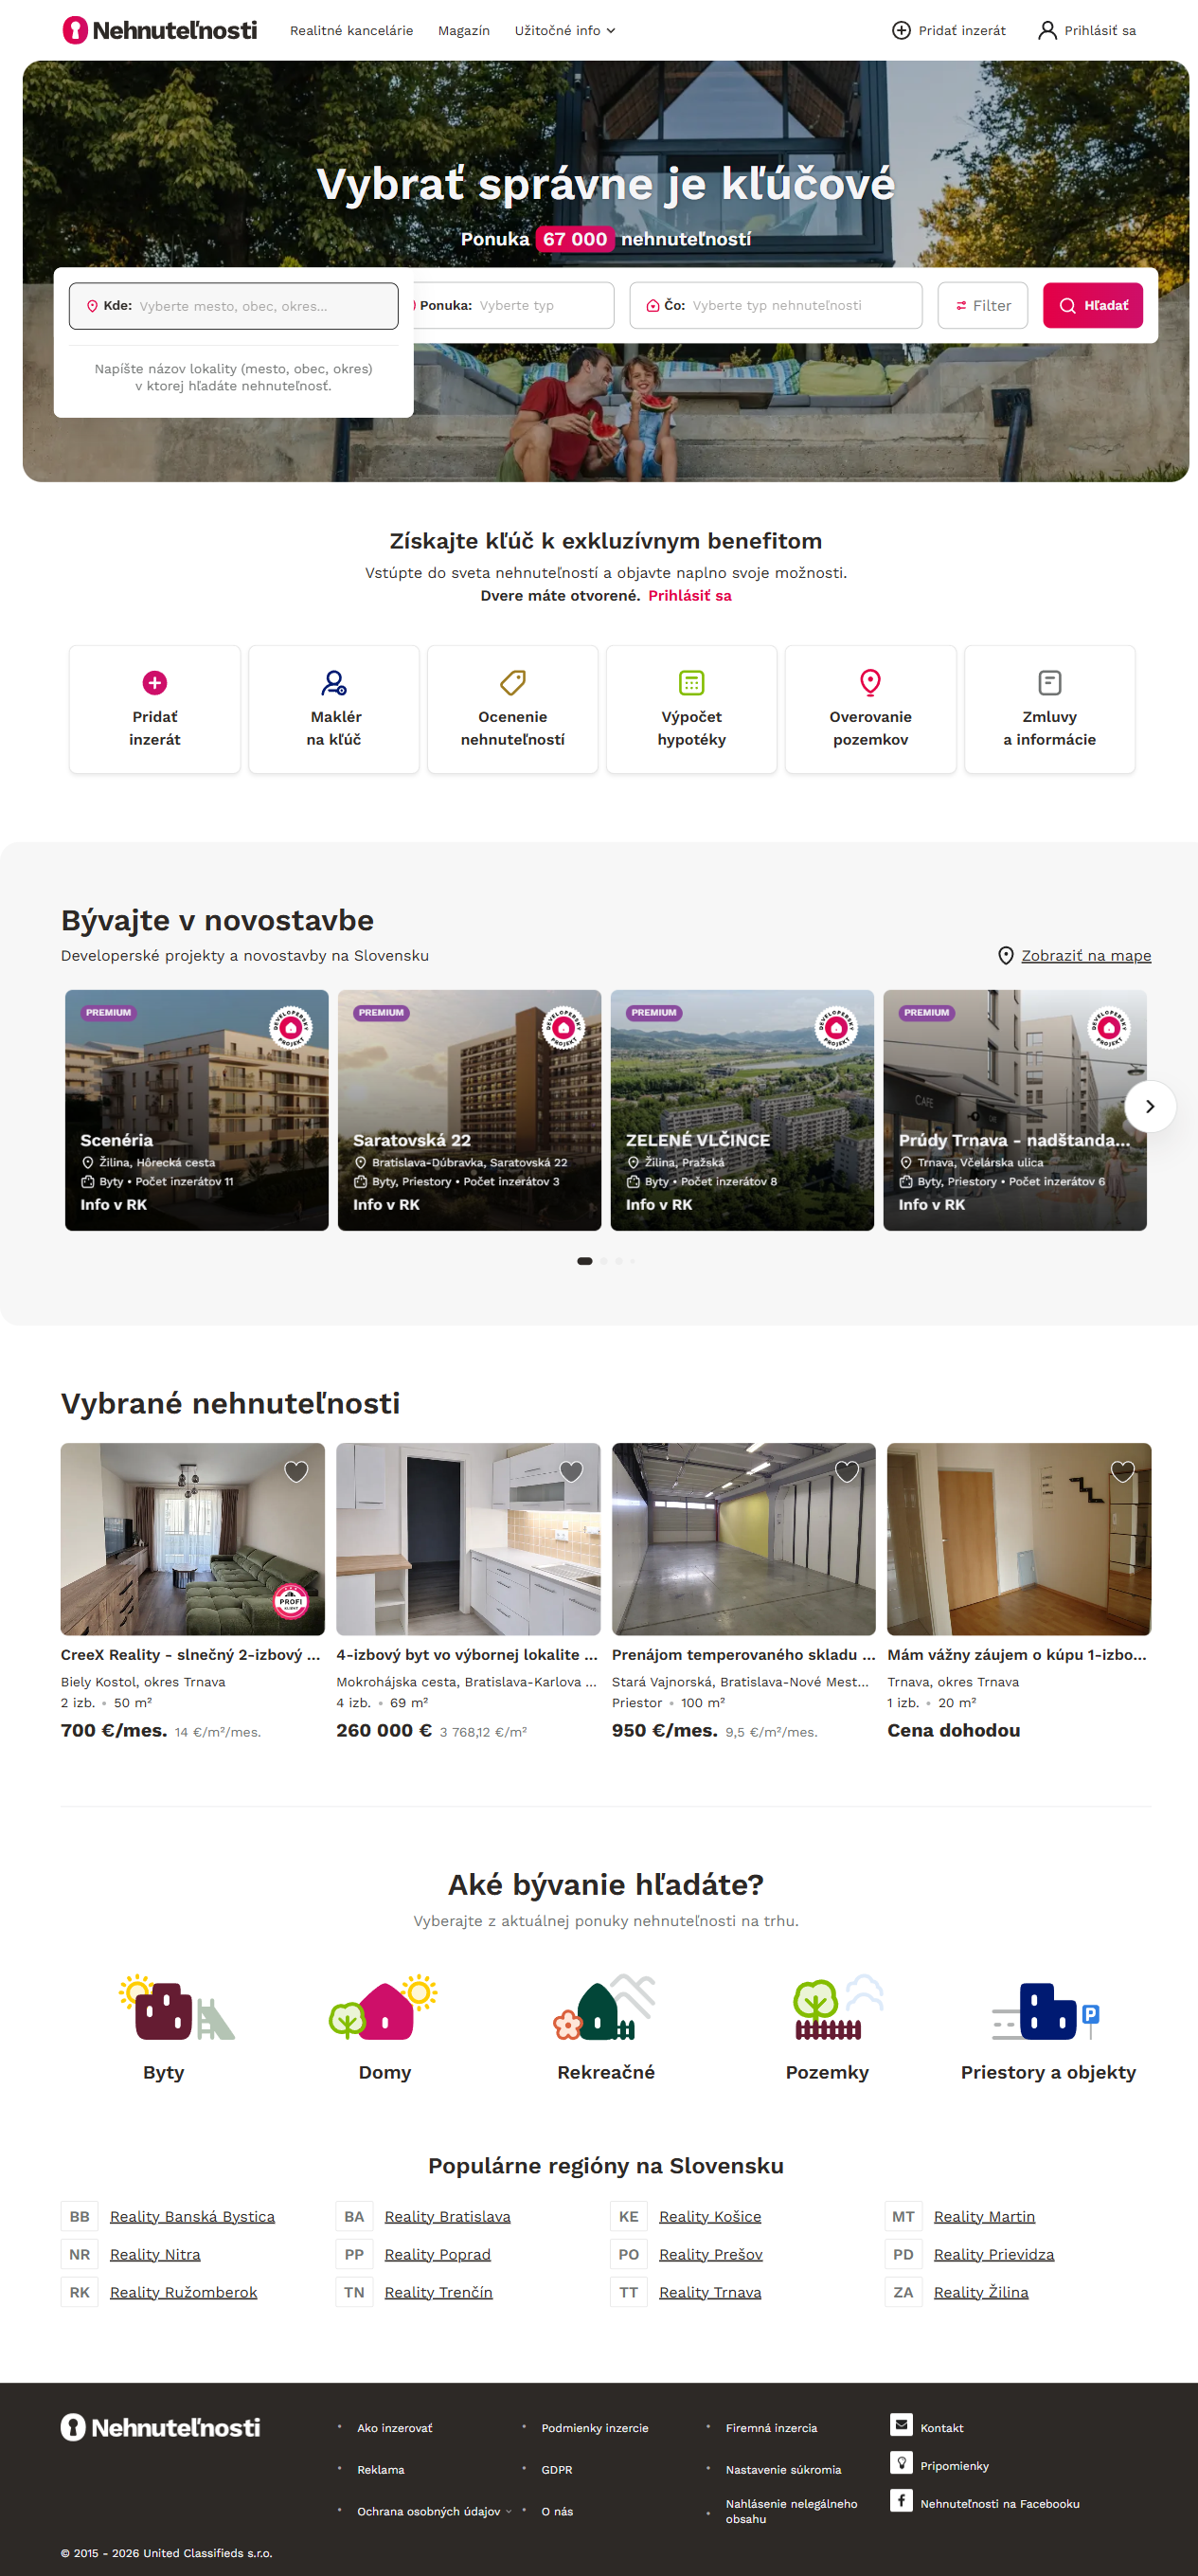 Nehnuteľnosti
Realitné kancelárie
Magazín
Užitočné info
Pridať inzerát
Prihlásiť sa
Vybrať správne je kľúčové
Ponuka 67 000 nehnuteľností
Kde: Vyberte mesto, obec, okres...
Ponuka: Vyberte typ
Čo: Vyberte typ nehnuteľnosti
Filter
Hľadať
Napíšte názov lokality (mesto, obec, okres)
v ktorej hľadáte nehnuteľnosť.
Získajte kľúč k exkluzívnym benefitom
Vstúpte do sveta nehnuteľností a objavte naplno svoje možnosti.
Dvere máte otvorené. Prihlásiť sa
Pridať
inzerát
Maklér
na kľúč
Ocenenie
nehnuteľností
Výpočet
hypotéky
Overovanie
pozemkov
Zmluvy
a informácie
Bývajte v novostavbe
Developerské projekty a novostavby na Slovensku
Zobraziť na mape
PREMIUM
DEVELOPERSKÝ PROJEKT
Scenéria
Žilina, Hôrecká cesta
Byty • Počet inzerátov 11
Info v RK
PREMIUM
DEVELOPERSKÝ PROJEKT
Saratovská 22
Bratislava-Dúbravka, Saratovská 22
Byty, Priestory • Počet inzerátov 3
Info v RK
PREMIUM
DEVELOPERSKÝ PROJEKT
ZELENÉ VLČINCE
Žilina, Pražská
Byty • Počet inzerátov 8
Info v RK
PREMIUM
DEVELOPERSKÝ PROJEKT
CAFE
Prúdy Trnava - nadštanda...
Trnava, Včelárska ulica
Byty, Priestory • Počet inzerátov 6
Info v RK
Vybrané nehnuteľnosti
PROFI
KLIENT
CreeX Reality - slnečný 2-izbový ...
Biely Kostol, okres Trnava
2 izb. • 50 m²
700 €/mes. 14 €/m²/mes.
4-izbový byt vo výbornej lokalite ...
Mokrohájska cesta, Bratislava-Karlova ...
4 izb. • 69 m²
260 000 € 3 768,12 €/m²
Prenájom temperovaného skladu ...
Stará Vajnorská, Bratislava-Nové Mest...
Priestor • 100 m²
950 €/mes. 9,5 €/m²/mes.
Mám vážny záujem o kúpu 1-izbo...
Trnava, okres Trnava
1 izb. • 20 m²
Cena dohodou
Aké bývanie hľadáte?
Vyberajte z aktuálnej ponuky nehnuteľnosti na trhu.
Byty
Domy
Rekreačné
Pozemky
P
Priestory a objekty
Populárne regióny na Slovensku
BB Reality Banská Bystica
BA Reality Bratislava
KE Reality Košice
MT Reality Martin
NR Reality Nitra
PP Reality Poprad
PO Reality Prešov
PD Reality Prievidza
RK Reality Ružomberok
TN Reality Trenčín
TT Reality Trnava
ZA Reality Žilina
Nehnuteľnosti
Ako inzerovať
Podmienky inzercie
Firemná inzercia
Kontakt
Reklama
GDPR
Nastavenie súkromia
Pripomienky
Ochrana osobných údajov
O nás
Nahlásenie nelegálneho
obsahu
Nehnuteľnosti na Facebooku
© 2015 - 2026 United Classifieds s.r.o.